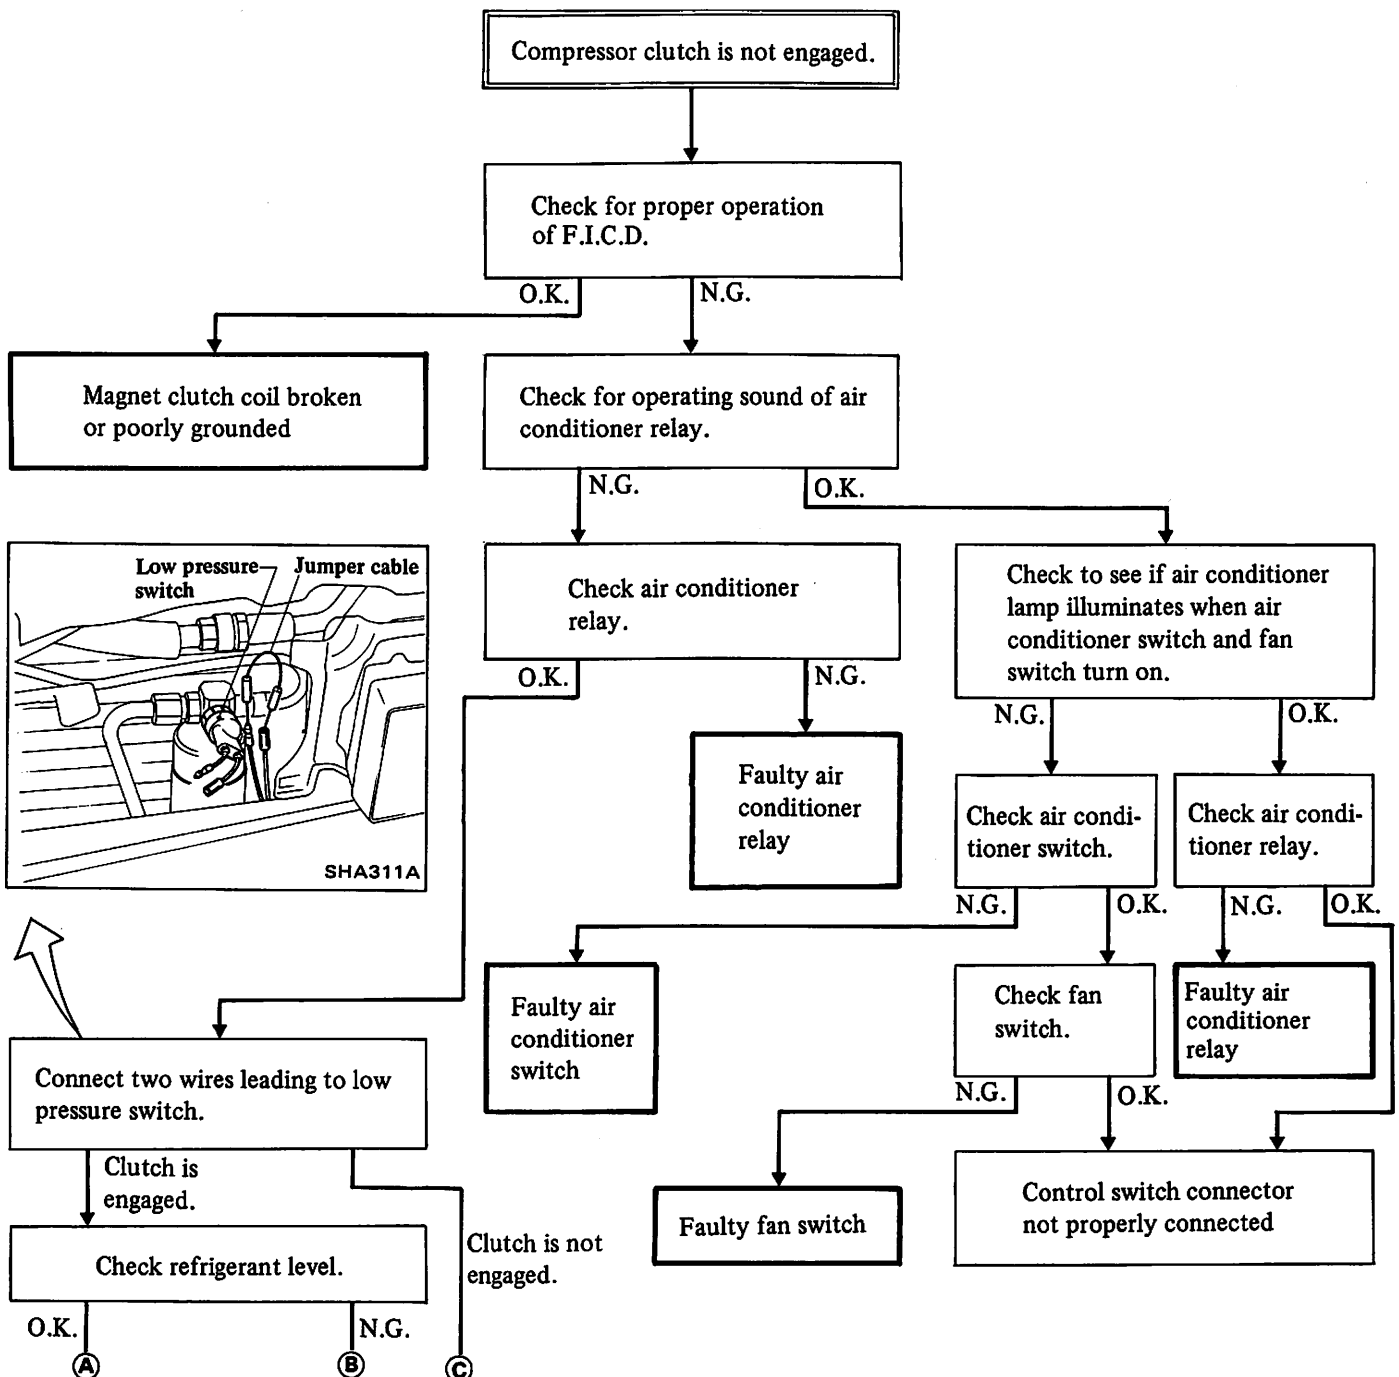 Compressor clutch is not engaged.
Check for proper operation
of F.I.C.D.
O.K.
N.G.
Magnet clutch coil broken
or poorly grounded
Check for operating sound of air
conditioner relay.
N.G.
O.K.
Low pressure
switch
Jumper cable
SHA311A
Check air conditioner
relay.
O.K.
N.G.
Check to see if air conditioner
lamp illuminates when air
conditioner switch and fan
switch turn on.
N.G.
O.K.
Faulty air
conditioner
relay
Check air condi-
tioner switch.
N.G.
O.K.
Check air condi-
tioner relay.
N.G.
O.K.
Faulty air
conditioner
switch
Check fan
switch.
N.G.
O.K.
Faulty air
conditioner
relay
Connect two wires leading to low
pressure switch.
Clutch is
engaged.
Clutch is not
engaged.
Faulty fan switch
Control switch connector
not properly connected
Check refrigerant level.
O.K.
N.G.
A
B
C